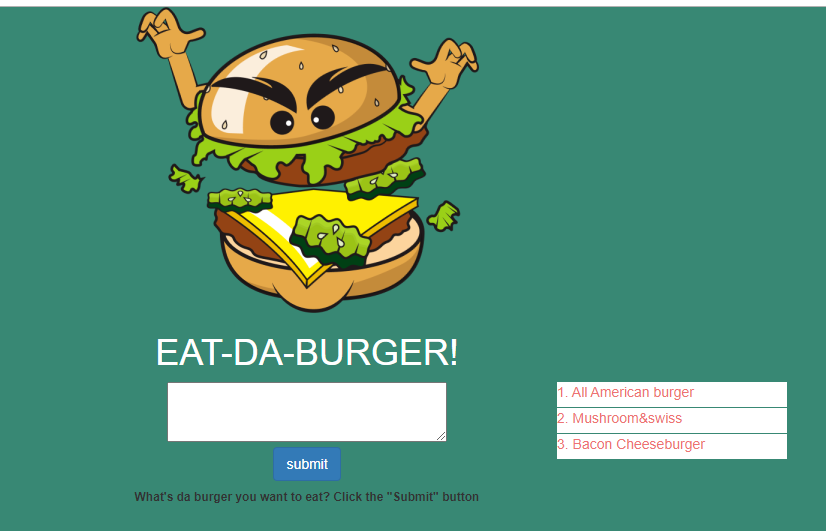 EAT-DA-BURGER!
submit
What's da burger you want to eat? Click the "Submit" button
1. All American burger
2. Mushroom&swiss
3. Bacon Cheeseburger